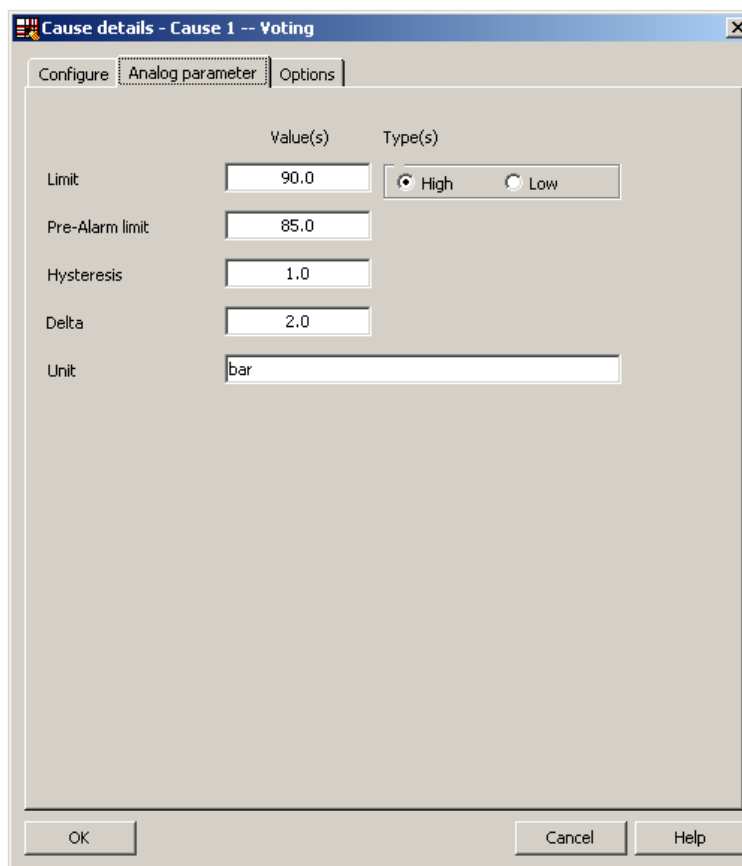 Cause details - Cause 1 -- Voting
Configure Analog parameter Options
Value(s) Type(s)
Limit 90.0 High Low
Pre-Alarm limit 85.0
Hysteresis 1.0
Delta 2.0
Unit bar
OK Cancel Help